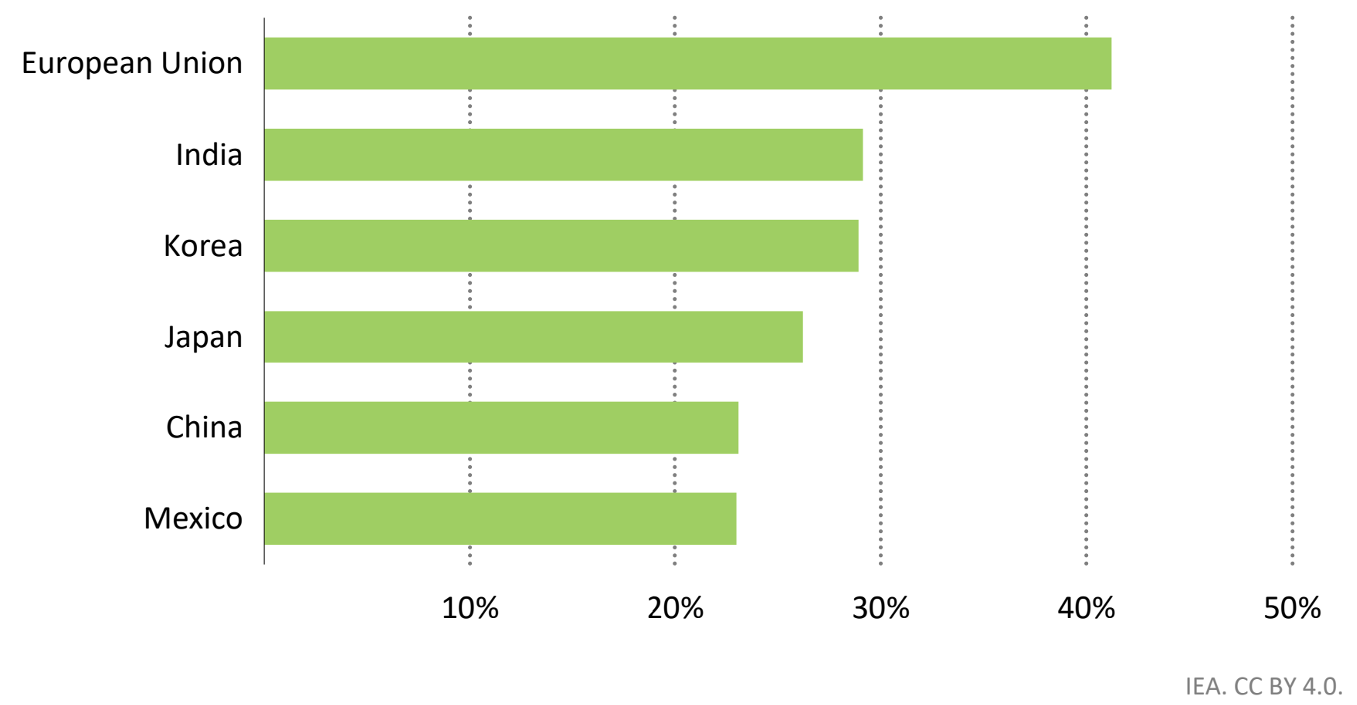 European Union
India
Korea
Japan
China
Mexico
10% 20% 30% 40% 50%
IEA. CC BY 4.0.